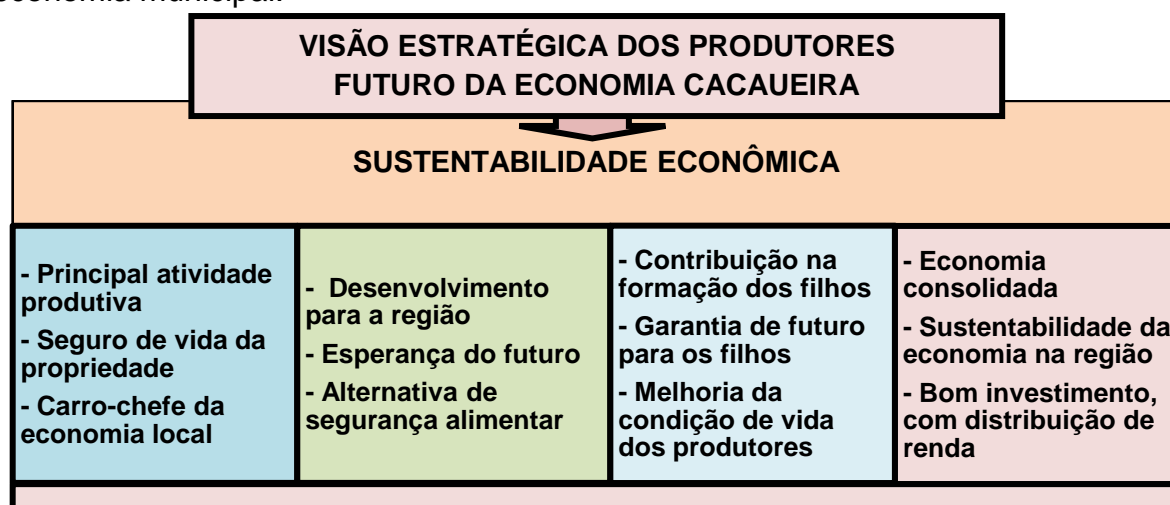 economia municipal.
VISÃO ESTRATÉGICA DOS PRODUTORES
FUTURO DA ECONOMIA CACAUEIRA
SUSTENTABILIDADE ECONÔMICA
- Principal atividade
produtiva
- Seguro de vida da
propriedade
- Carro-chefe da
economia local
- Desenvolvimento
para a região
- Esperança do futuro
- Alternativa de
segurança alimentar
- Contribuição na
formação dos filhos
- Garantia de futuro
para os filhos
- Melhoria da
condição de vida
dos produtores
- Economia
consolidada
- Sustentabilidade da
economia na região
- Bom investimento,
com distribuição de
renda